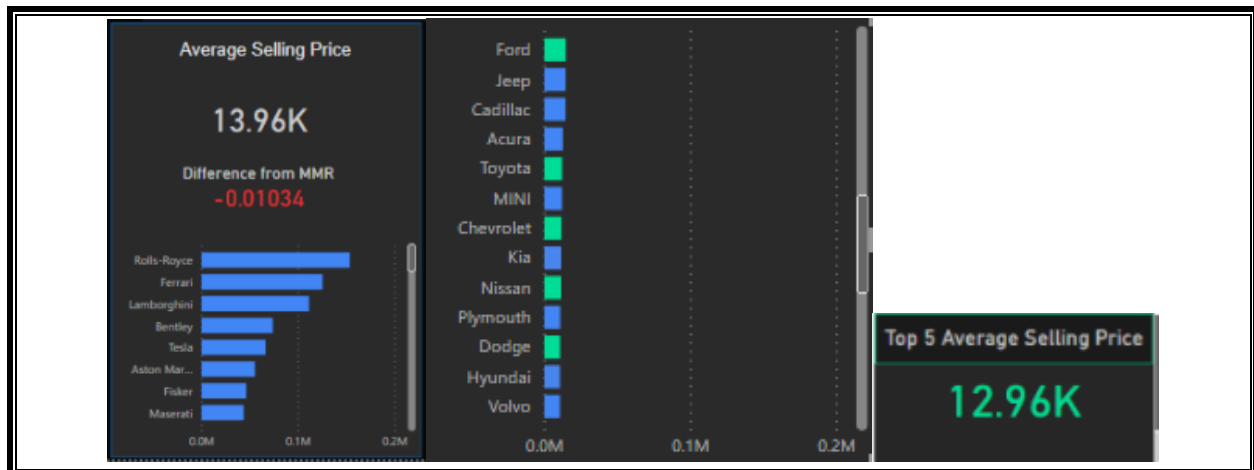 Average Selling Price
13.96K
Difference from MMR
-0.01034
Rolls-Royce
Ferrari
Lamborghini
Bentley
Tesla
Aston Mar...
Fisker
Maserati
0.0M 0.1M 0.2M
Ford
Jeep
Cadillac
Acura
Toyota
MINI
Chevrolet
Kia
Nissan
Plymouth
Dodge
Hyundai
Volvo
0.0M 0.1M 0.2M
Top 5 Average Selling Price
12.96K